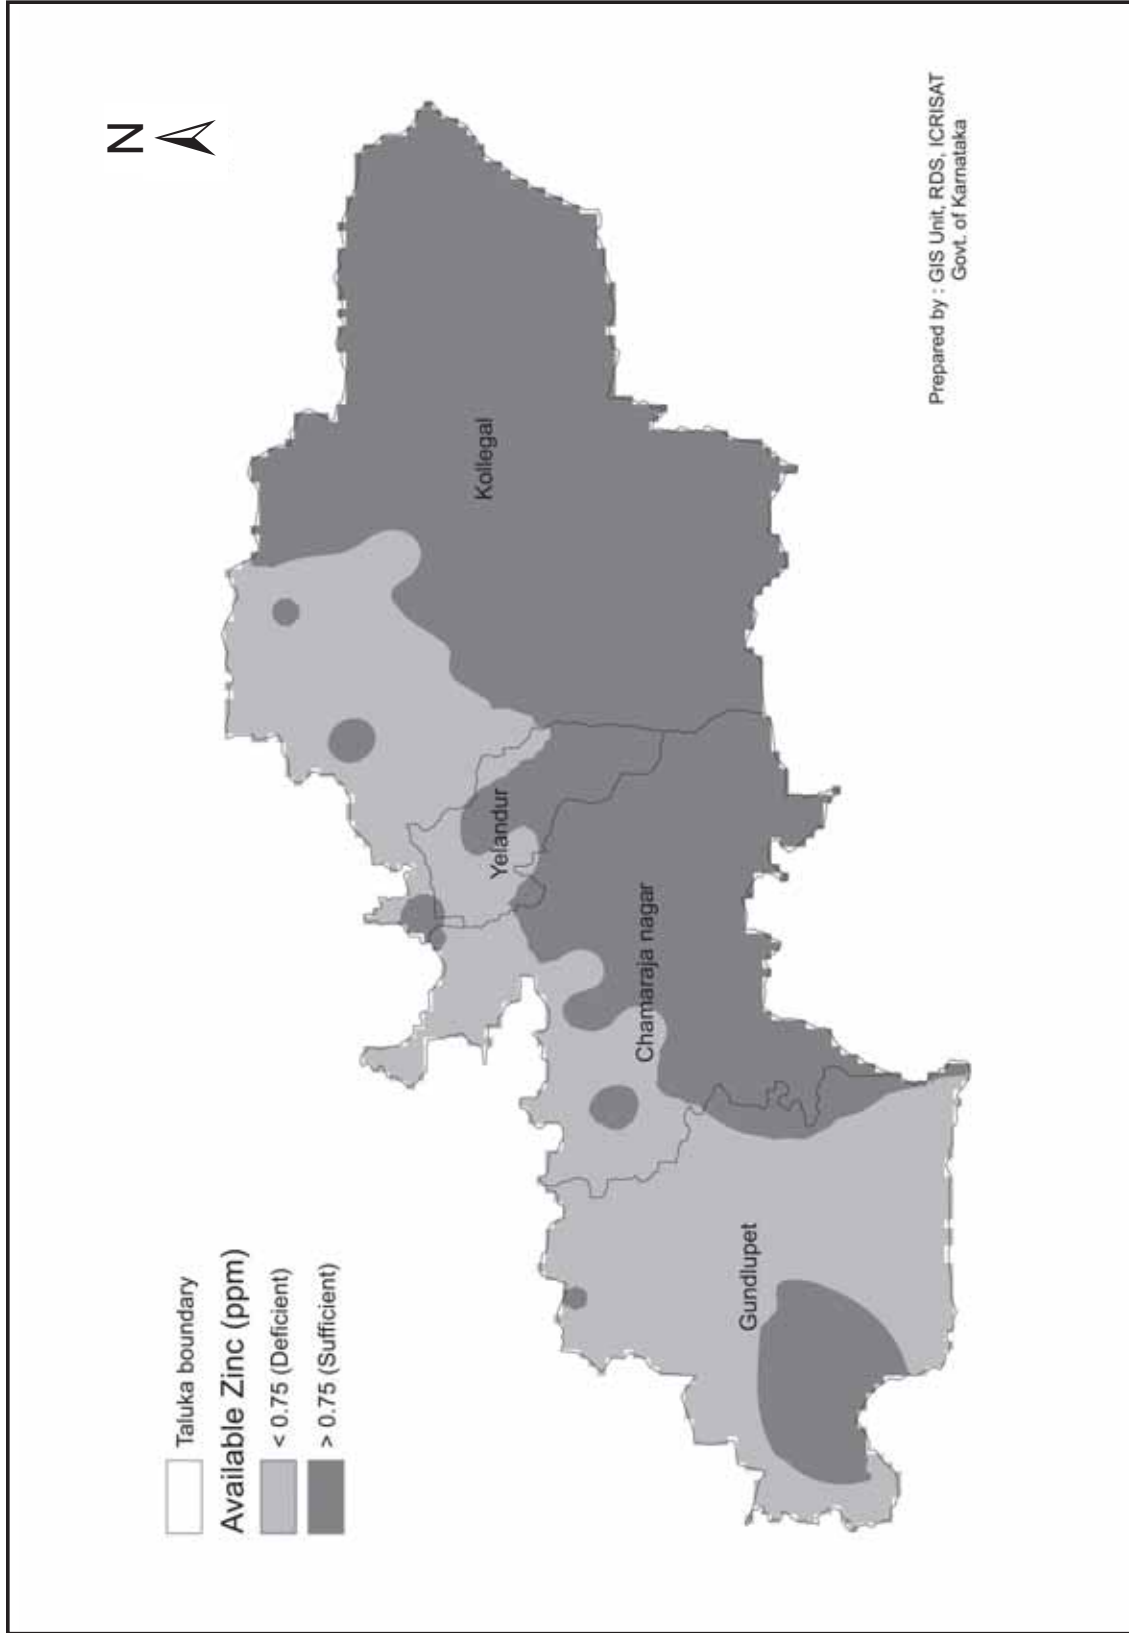 N
Kollegal
Yelandur
Chamaraja nagar
Gundlupet
Taluka boundary
Available Zinc (ppm)
< 0.75 (Deficient)
> 0.75 (Sufficient)
Prepared by : GIS Unit, RDS, ICRISAT
Govt. of Karnataka